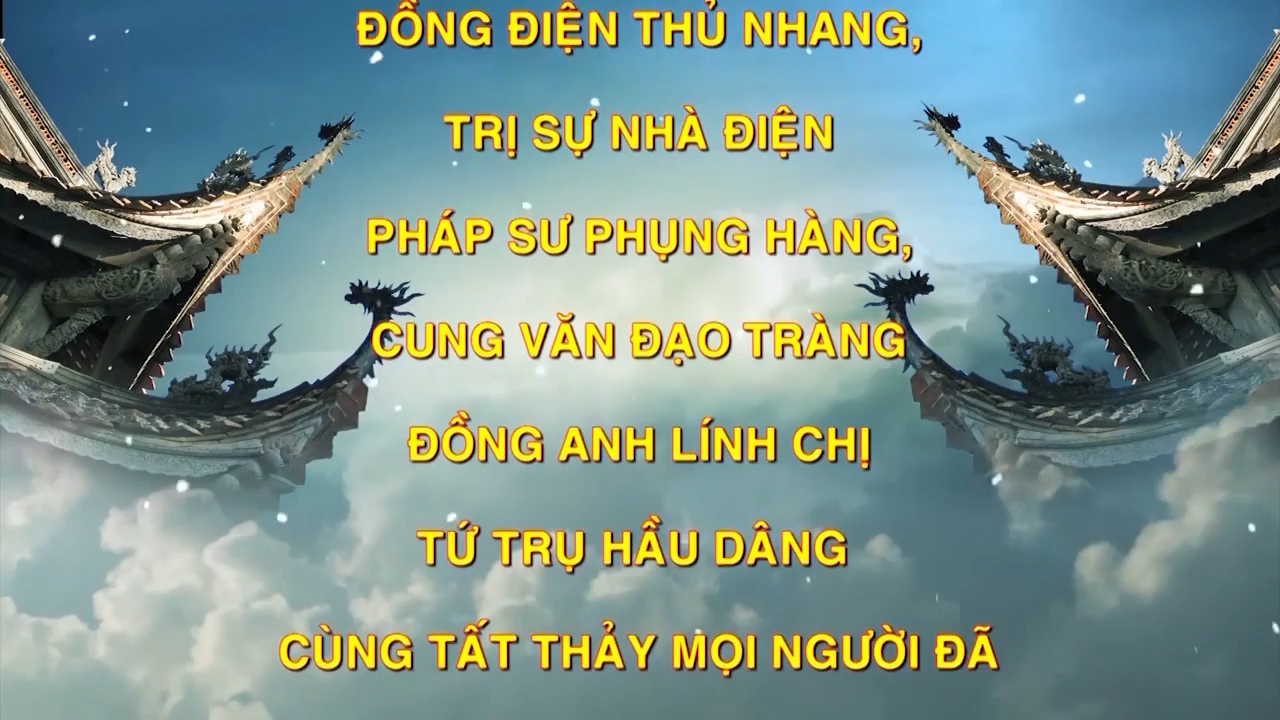 ĐỒNG ĐIỆN THỦ NHANG,
TRỊ SỰ NHÀ ĐIỆN
PHÁP SƯ PHỤNG HÀNG,
CUNG VĂN ĐẠO TRÀNG
ĐỒNG ANH LÍNH CHỊ
TỨ TRỤ HẦU DÂNG
CÙNG TẤT THẢY MỌI NGƯỜI ĐÃ